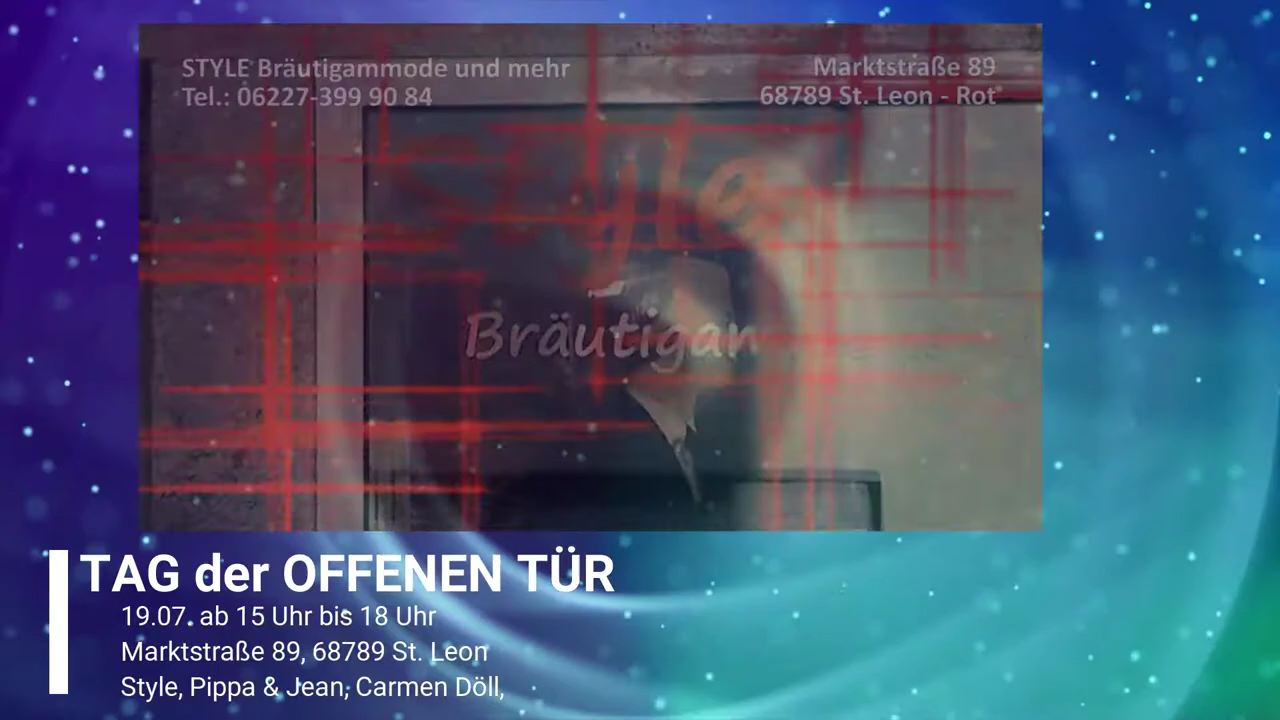 STYLE Bräutigammode und mehr
Tel.: 06227-399 90 84
Marktstraße 89
68789 St. Leon - Rot
Bräutigam
TAG der OFFENEN TÜR
19.07. ab 15 Uhr bis 18 Uhr
Marktstraße 89, 68789 St. Leon
Style, Pippa & Jean, Carmen Döll,